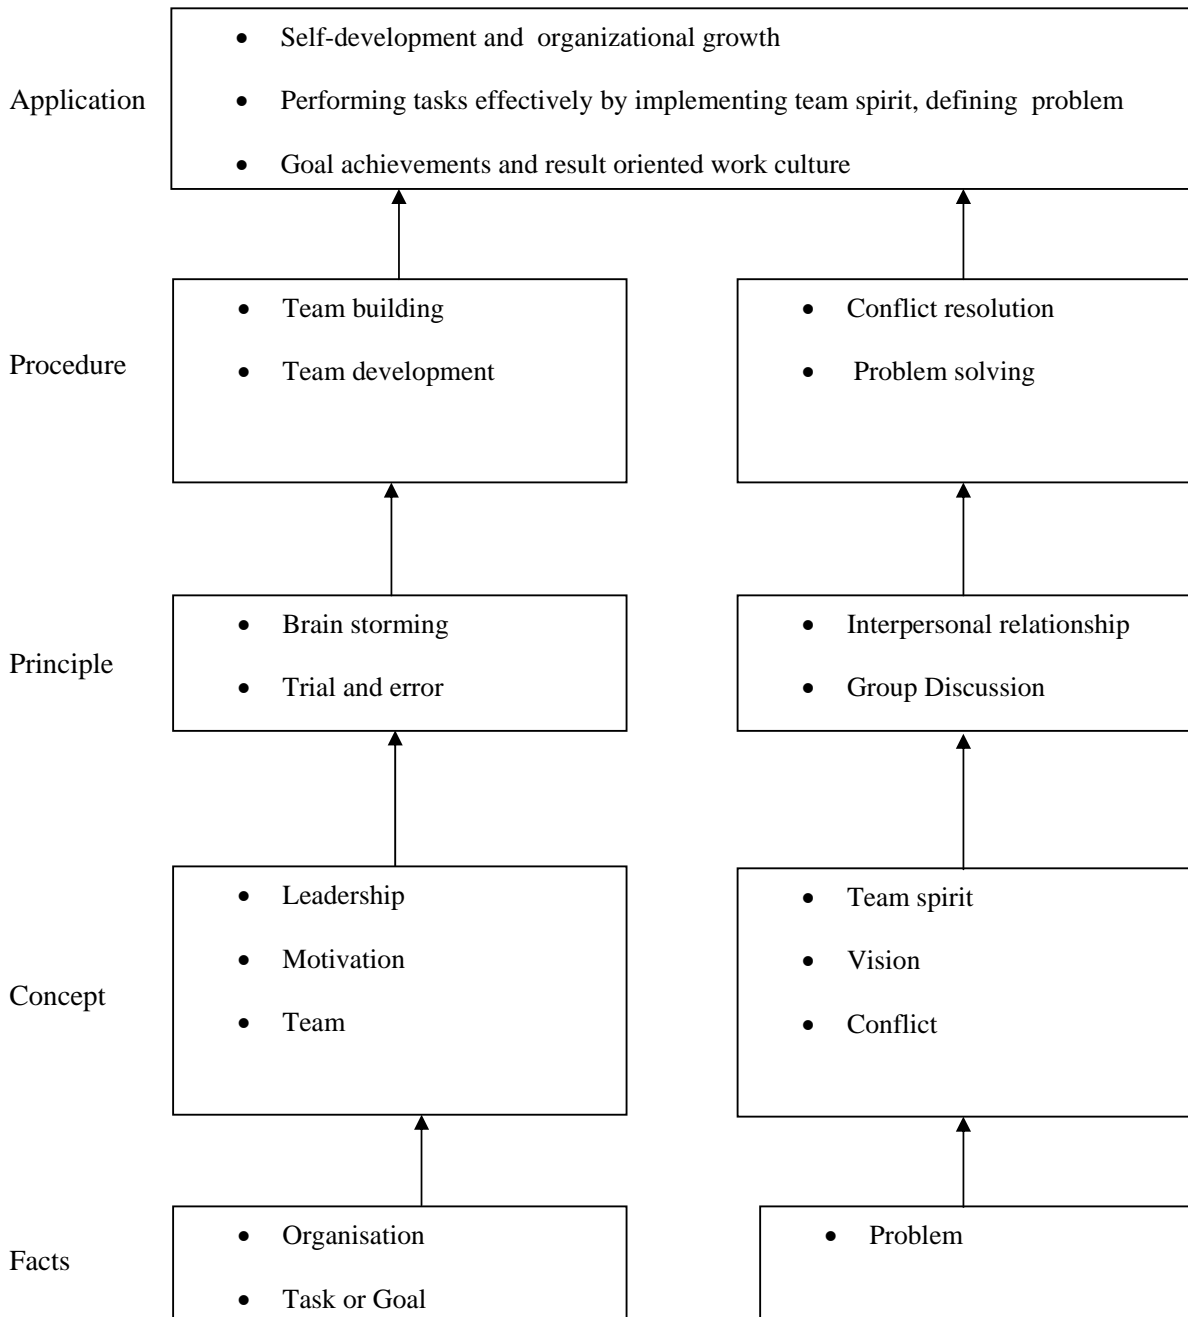 • Self-development and organizational growth
Application
• Performing tasks effectively by implementing team spirit, defining problem
• Goal achievements and result oriented work culture
• Team building
• Conflict resolution
Procedure
• Team development
• Problem solving
• Brain storming
• Interpersonal relationship
Principle
• Trial and error
• Group Discussion
• Leadership
• Team spirit
• Motivation
• Vision
Concept
• Team
• Conflict
• Organisation
• Problem
Facts
• Task or Goal